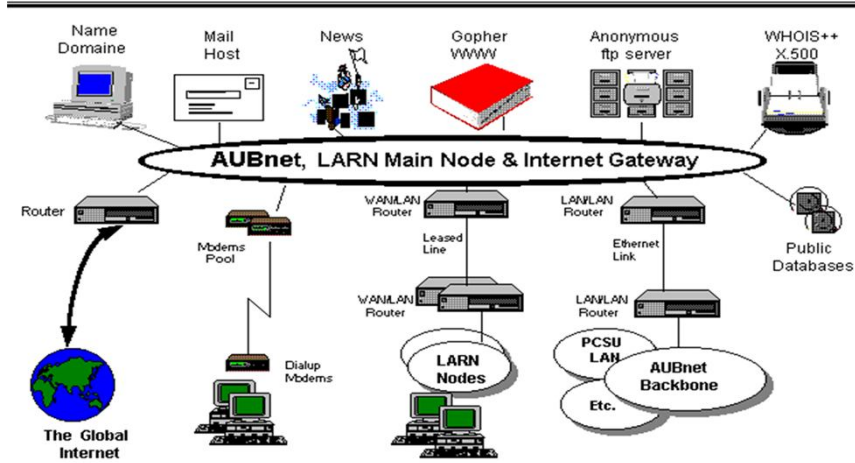 Name
Domaine
Mail
Host
News
Gopher
WWW
Anonymous
ftp server
WHOIS++
X.500
AUBnet, LARN Main Node & Internet Gateway
Router
Modems
Pool
WAN/LAN
Router
Leased
Line
LAN/LAN
Router
Ethernet
Link
Public
Databases
WAN/LAN
Router
LAN/LAN
Router
Dialup
Modems
LARN
Nodes
PCSU
LAN
AUBnet
Backbone
Etc.
The Global
Internet